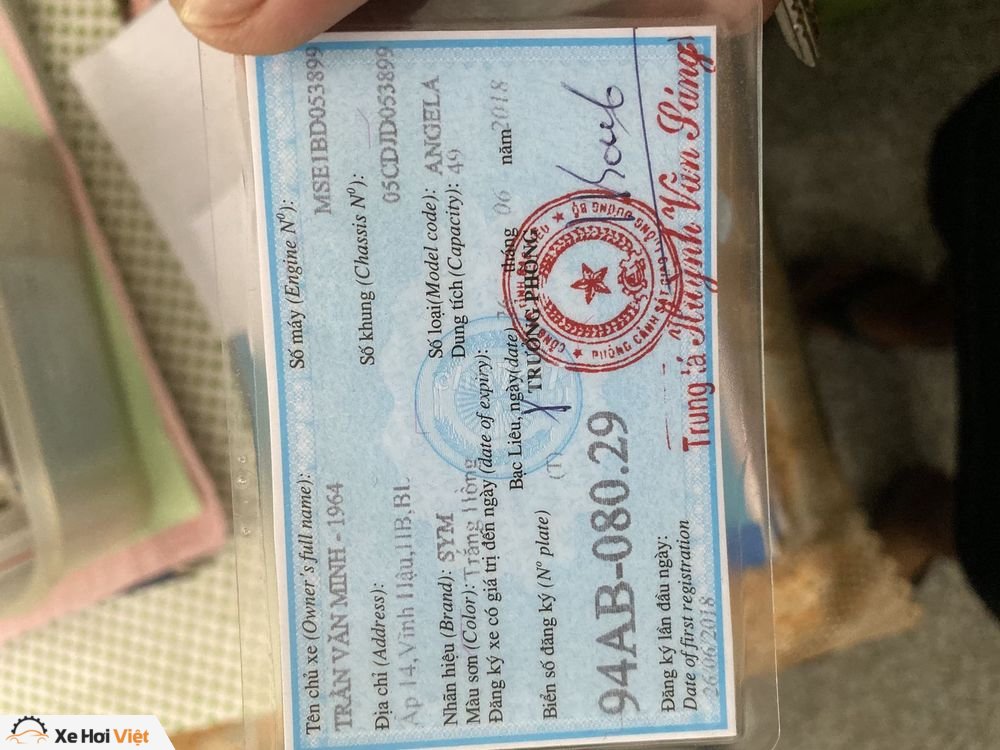 Tên chủ xe (Owner's full name):
TRẦN VĂN MINH - 1964
Số máy (Engine Nº):
MSE1BD053899
Địa chỉ (Address):
Ấp 14,Vĩnh Hậu,HB.BL
Số khung (Chassis Nº):
05CDJD053899
Nhãn hiệu (Brand): SYM
Số loại(Model code): ANGELA
Màu sơn (Color): Trắng Hồng
Dung tích (Capacity): 49
Đăng ký xe có giá trị đến ngày (date of expiry):
Bạc Liêu, ngày(date) tháng 06 năm 2018
Biển số đăng ký (Nº plate)
(T)
TRƯỞNG PHÒNG
94AB-080.29
Đăng ký lần đầu ngày:
Date of first registration
26/06/2018
Trung tá Huỳnh Văn Sáng
Xe Hơi Việt